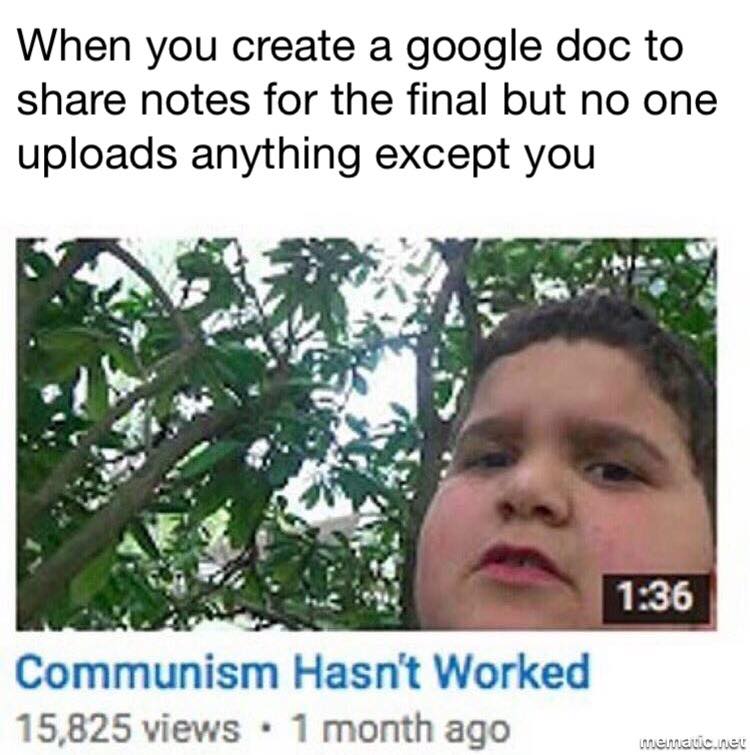 When you create a google doc to
share notes for the final but no one
uploads anything except you
1:36
Communism Hasn't Worked
15,825 views • 1 month ago
mematic.net